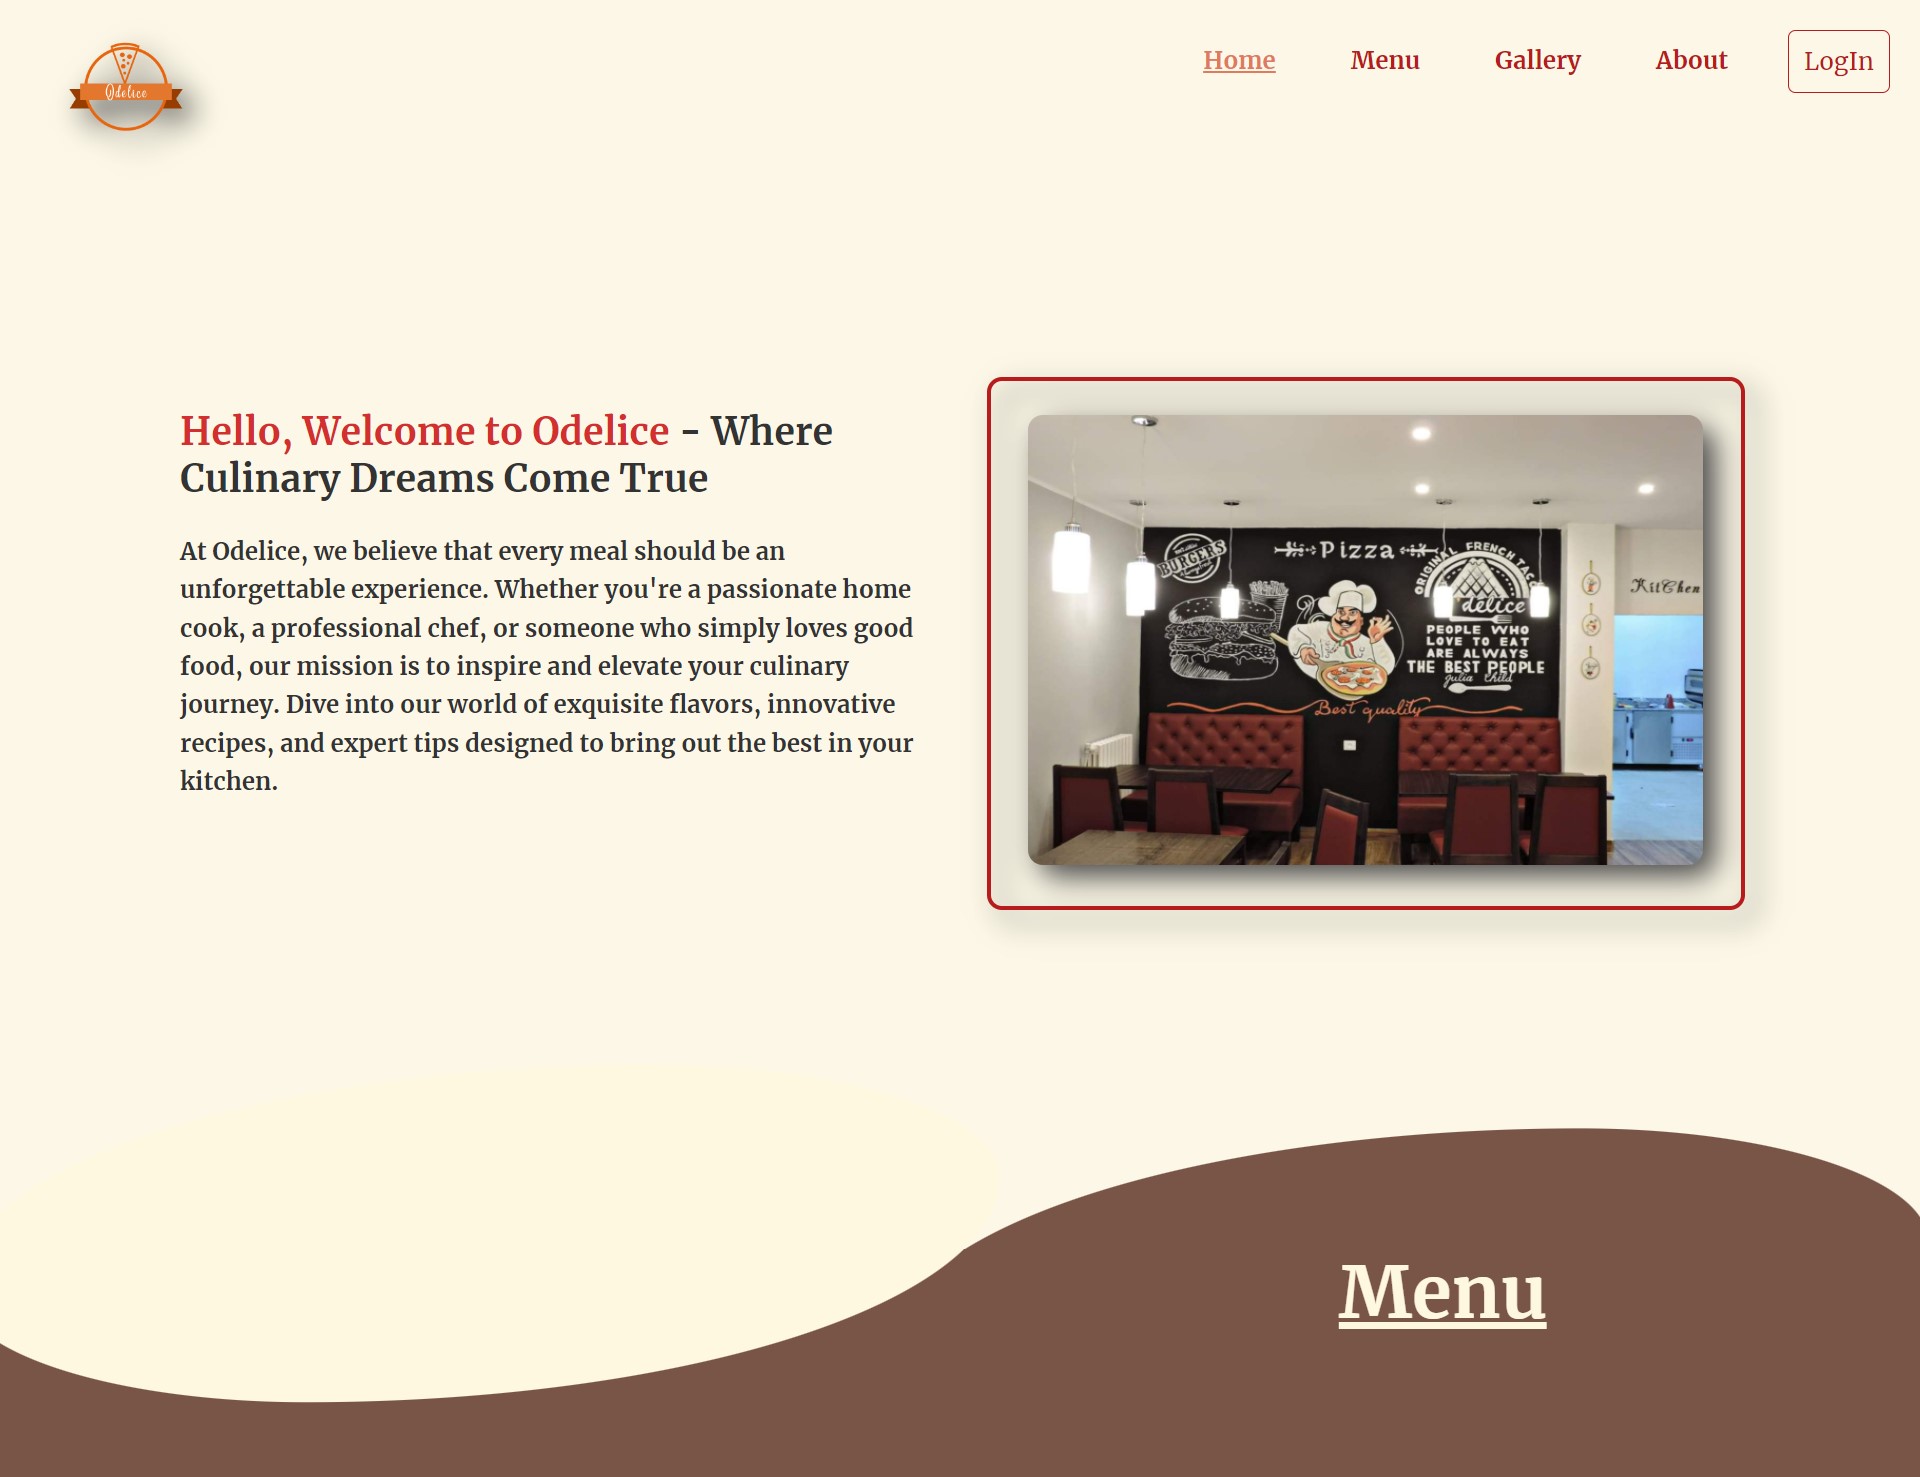 Odelice
Home
Menu
Gallery
About
LogIn
Hello, Welcome to Odelice - Where
Culinary Dreams Come True
At Odelice, we believe that every meal should be an
unforgettable experience. Whether you're a passionate home
cook, a professional chef, or someone who simply loves good
food, our mission is to inspire and elevate your culinary
journey. Dive into our world of exquisite flavors, innovative
recipes, and expert tips designed to bring out the best in your
kitchen.
BURGERS
Pizza
ORIGINAL FRENCH
délice
PEOPLE WHO
LOVE TO EAT
ARE ALWAYS
THE BEST PEOPLE
Julia Child
Best quality
KitChen
Menu